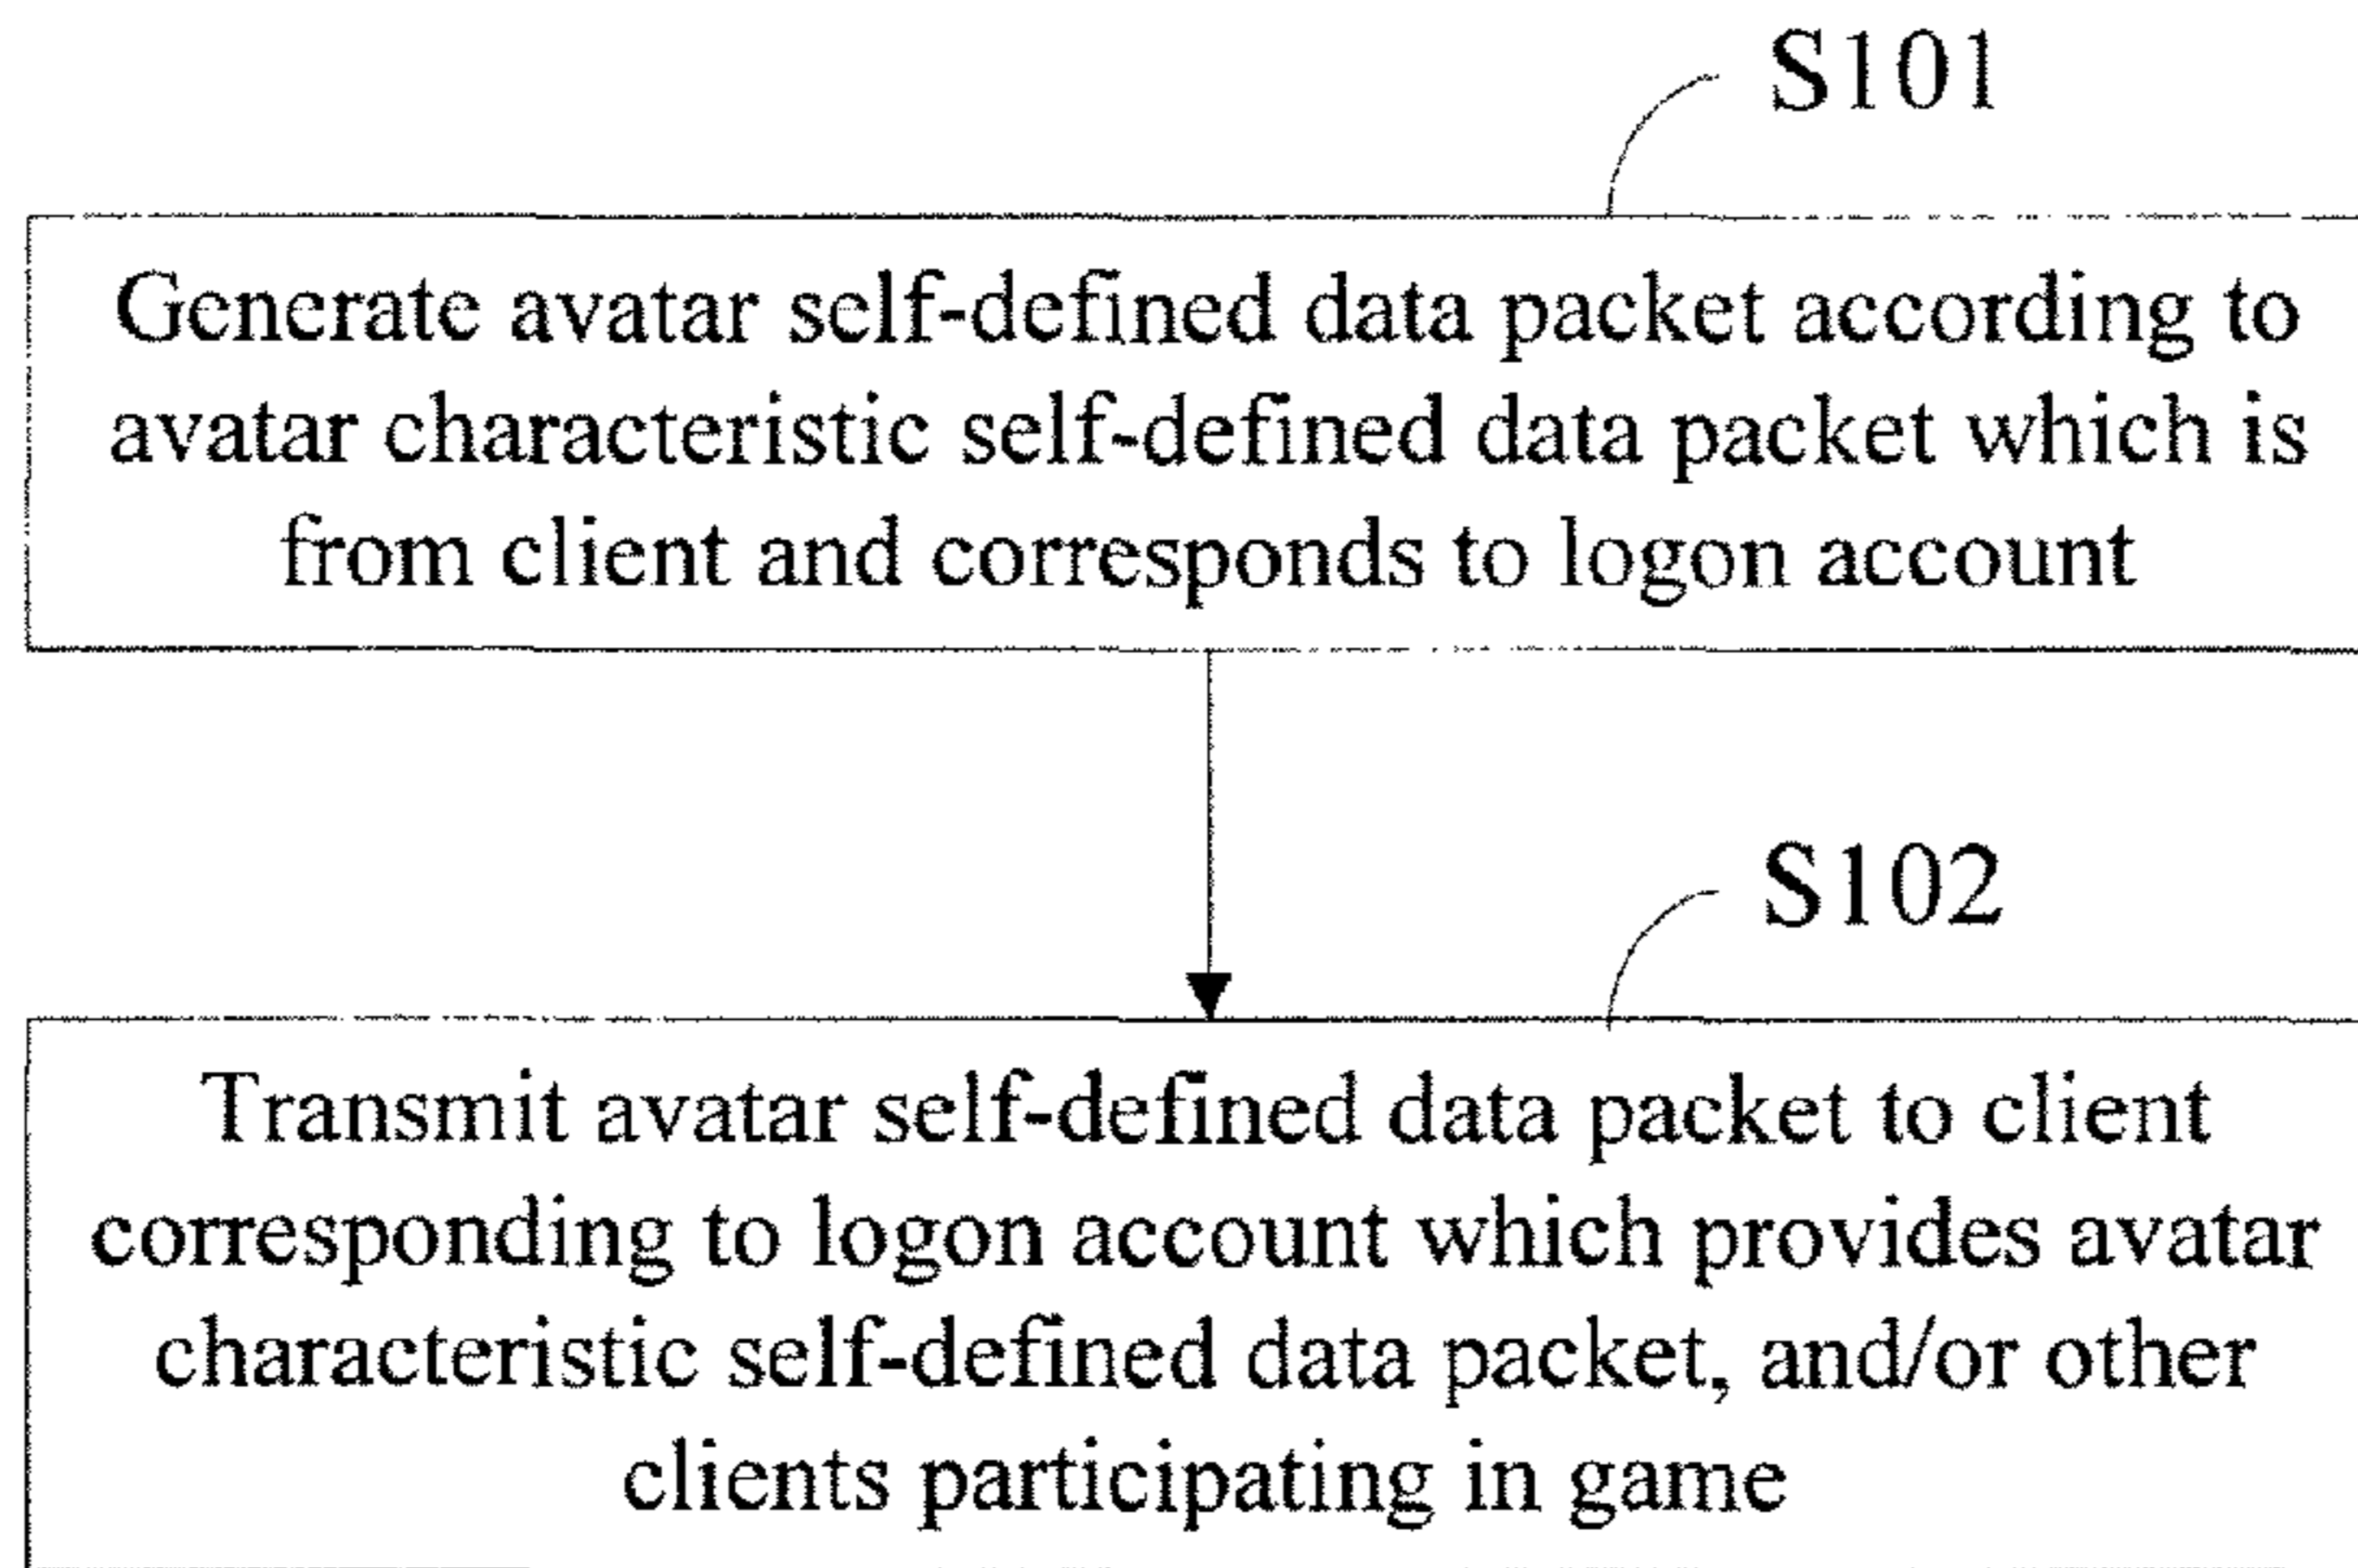 S101
Generate avatar self-defined data packet according to
avatar characteristic self-defined data packet which is
from client and corresponds to logon account
S102
Transmit avatar self-defined data packet to client
corresponding to logon account which provides avatar
characteristic self-defined data packet, and/or other
clients participating in game